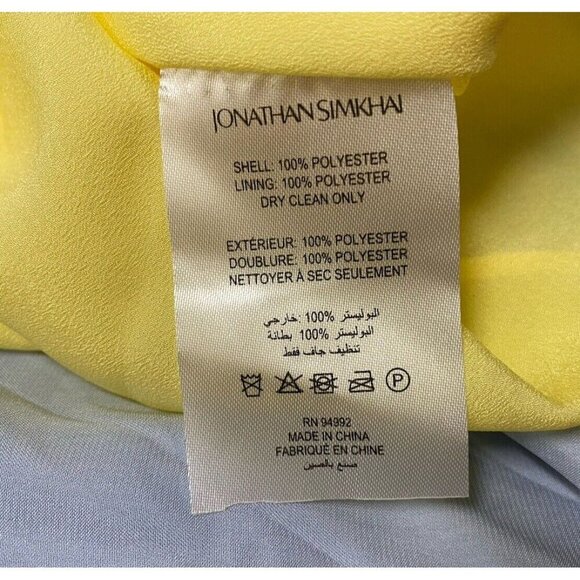 JONATHAN SIMKHAI
SHELL: 100% POLYESTER
LINING: 100% POLYESTER
DRY CLEAN ONLY
EXTÉRIEUR: 100% POLYESTER
DOUBLURE: 100% POLYESTER
NETTOYER À SEC SEULEMENT
البوليستر %100 :خارجي
البوليستر %100 بطانة
تنظيف جاف فقط
P
RN 94992
MADE IN CHINA
FABRIQUÉ EN CHINE
صنع بالصين